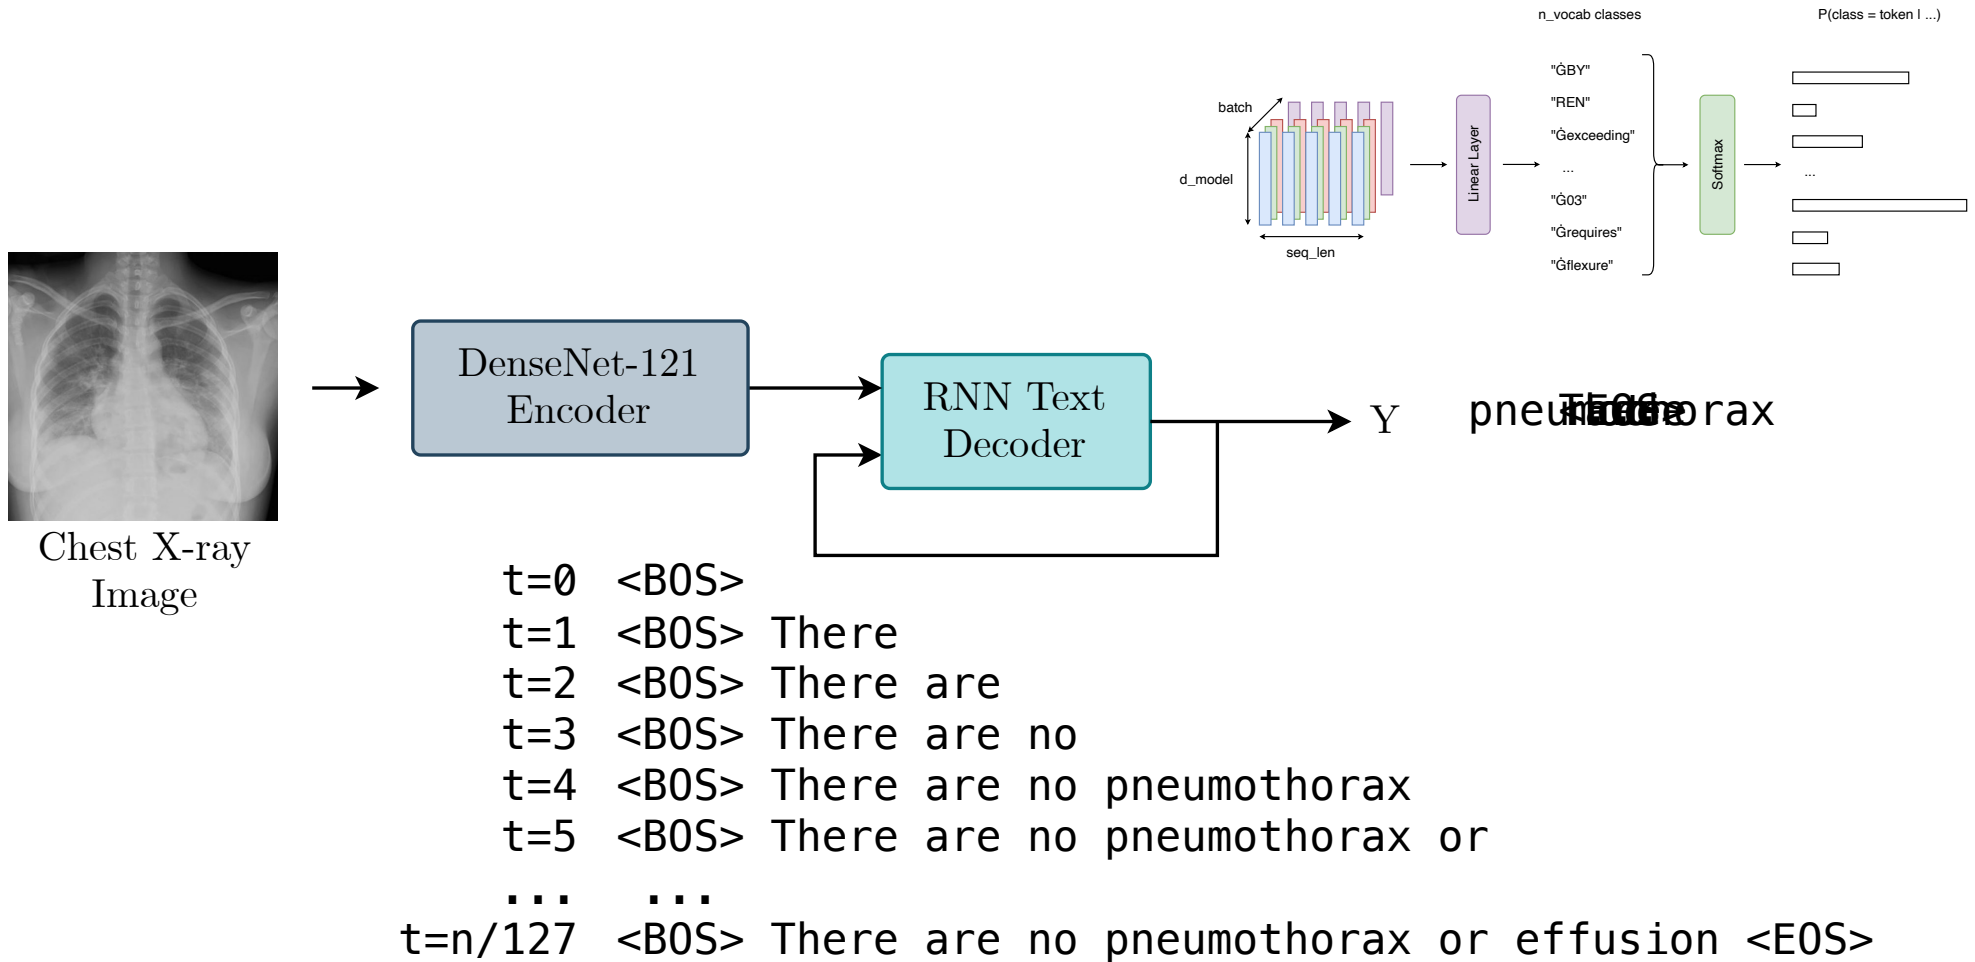 n_vocab classes
P(class = token | ...)
batch
d_model
seq_len
Linear Layer
"ĠBY"
"REN"
"Ġexceeding"
...
"Ġ03"
"Ġrequires"
"Ġflexure"
Softmax
...
Chest X-ray
Image
DenseNet-121
Encoder
RNN Text
Decoder
Y
t=0 <BOS>
t=1 <BOS> There
t=2 <BOS> There are
t=3 <BOS> There are no
t=4 <BOS> There are no pneumothorax
t=5 <BOS> There are no pneumothorax or
... ...
t=n/127 <BOS> There are no pneumothorax or effusion <EOS>